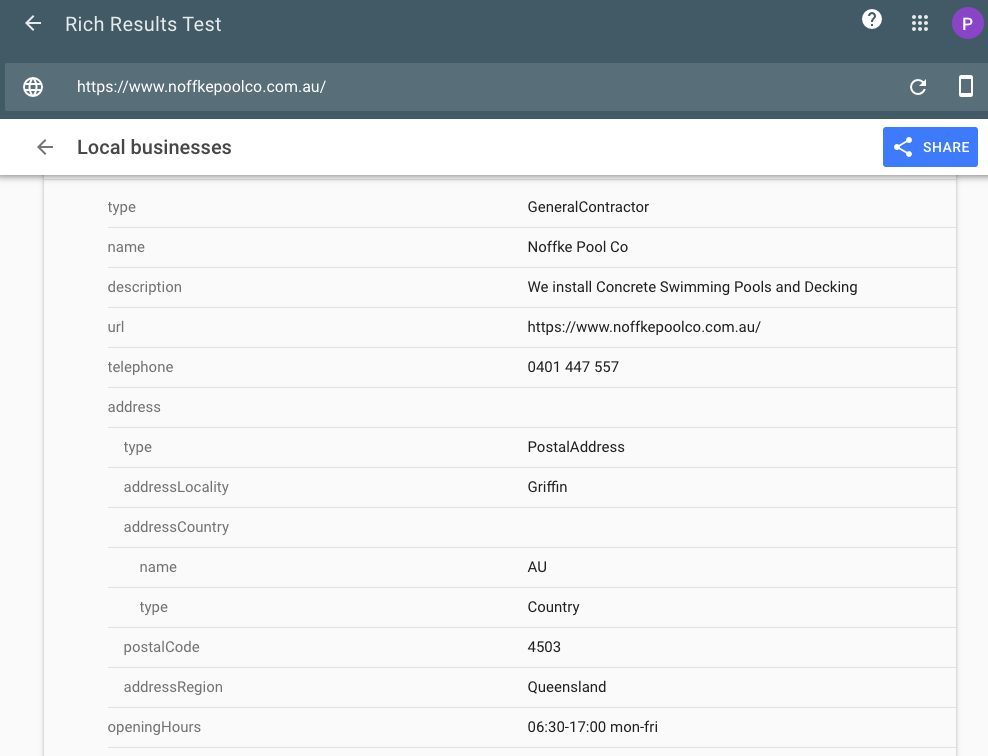 Rich Results Test
P
https://www.noffkepoolco.com.au/
Local businesses
SHARE
type GeneralContractor
name Noffke Pool Co
description We install Concrete Swimming Pools and Decking
url https://www.noffkepoolco.com.au/
telephone 0401 447 557
address
type PostalAddress
addressLocality Griffin
addressCountry
name AU
type Country
postalCode 4503
addressRegion Queensland
openingHours 06:30-17:00 mon-fri